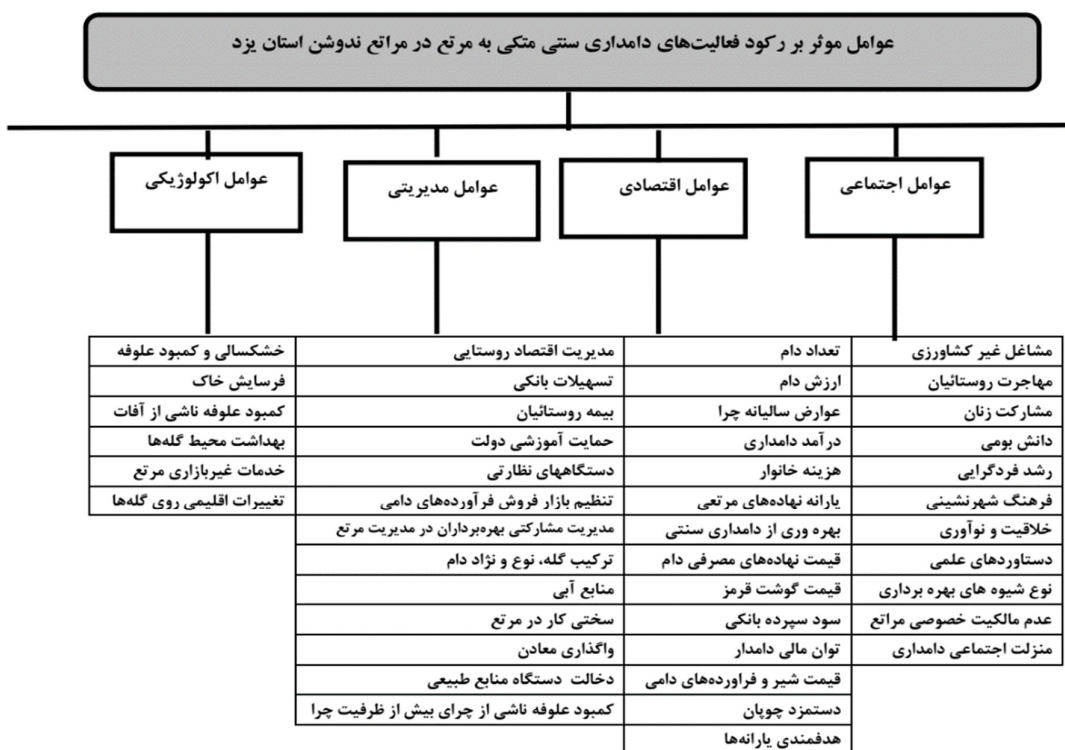 عوامل موثر بر رکود فعالیت‌های دامداری سنتی متکی به مرتع در مراتع ندوشن استان یزد
عوامل اجتماعی
مشاغل غیر کشاورزی
مهاجرت روستائیان
مشارکت زنان
دانش بومی
رشد فردگرایی
فرهنگ شهرنشینی
خلاقیت و نوآوری
دستاوردهای علمی
نوع شیوه های بهره برداری
عدم مالکیت خصوصی مراتع
منزلت اجتماعی دامداری
عوامل اقتصادی
تعداد دام
ارزش دام
عوارض سالیانه چرا
درآمد دامداری
هزینه خانوار
یارانه نهاده‌های مرتعی
بهره وری از دامداری سنتی
قیمت نهاده‌های مصرفی دام
قیمت گوشت قرمز
سود سپرده بانکی
توان مالی دامدار
قیمت شیر و فراورده‌های دامی
دستمزد چوپان
هدفمندی یارانه‌ها
عوامل مدیریتی
مدیریت اقتصاد روستایی
تسهیلات بانکی
بیمه روستائیان
حمایت آموزشی دولت
دستگاههای نظارتی
تنظیم بازار فروش فرآورده‌های دامی
مدیریت مشارکتی بهره‌برداران در مدیریت مرتع
ترکیب گله، نوع و نژاد دام
منابع آبی
سختی کار در مرتع
واگذاری معادن
دخالت دستگاه منابع طبیعی
کمبود علوفه ناشی از چرای بیش از ظرفیت چرا
عوامل اکولوژیکی
خشکسالی و کمبود علوفه
فرسایش خاک
کمبود علوفه ناشی از آفات
بهداشت محیط گله‌ها
خدمات غیربازاری مرتع
تغییرات اقلیمی روی گله‌ها